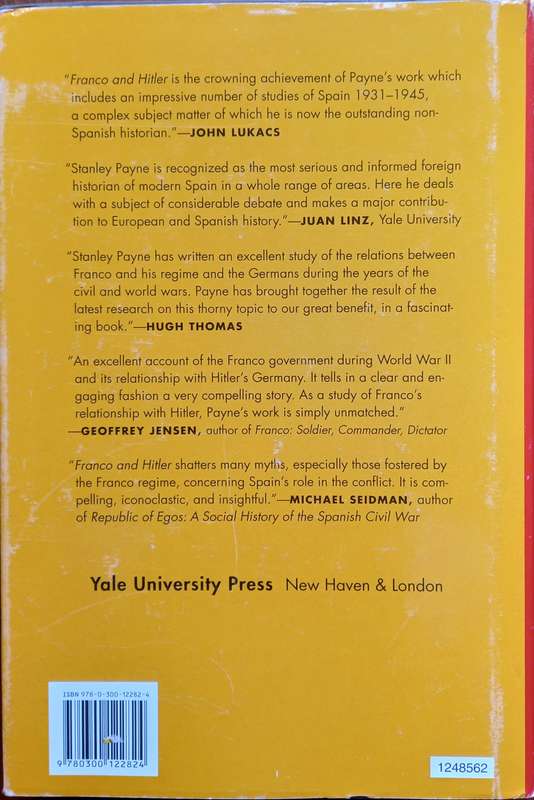 "Franco and Hitler is the crowning achievement of Payne's work which
includes an impressive number of studies of Spain 1931–1945,
a complex subject matter of which he is now the outstanding non-
Spanish historian."—JOHN LUKACS
"Stanley Payne is recognized as the most serious and informed foreign
historian of modern Spain in a whole range of areas. Here he deals
with a subject of considerable debate and makes a major contribu-
tion to European and Spanish history."—JUAN LINZ, Yale University
"Stanley Payne has written an excellent study of the relations between
Franco and his regime and the Germans during the years of the
civil and world wars. Payne has brought together the result of the
latest research on this thorny topic to our great benefit, in a fascinat-
ing book."—HUGH THOMAS
"An excellent account of the Franco government during World War II
and its relationship with Hitler's Germany. It tells in a clear and en-
gaging fashion a very compelling story. As a study of Franco's
relationship with Hitler, Payne's work is simply unmatched."
—GEOFFREY JENSEN, author of Franco: Soldier, Commander, Dictator
"Franco and Hitler shatters many myths, especially those fostered by
the Franco regime, concerning Spain's role in the conflict. It is com-
pelling, iconoclastic, and insightful."—MICHAEL SEIDMAN, author
of Republic of Egos: A Social History of the Spanish Civil War
Yale University Press New Haven & London
ISBN 978-0-300-12282-4
9 780300 122824
1248562